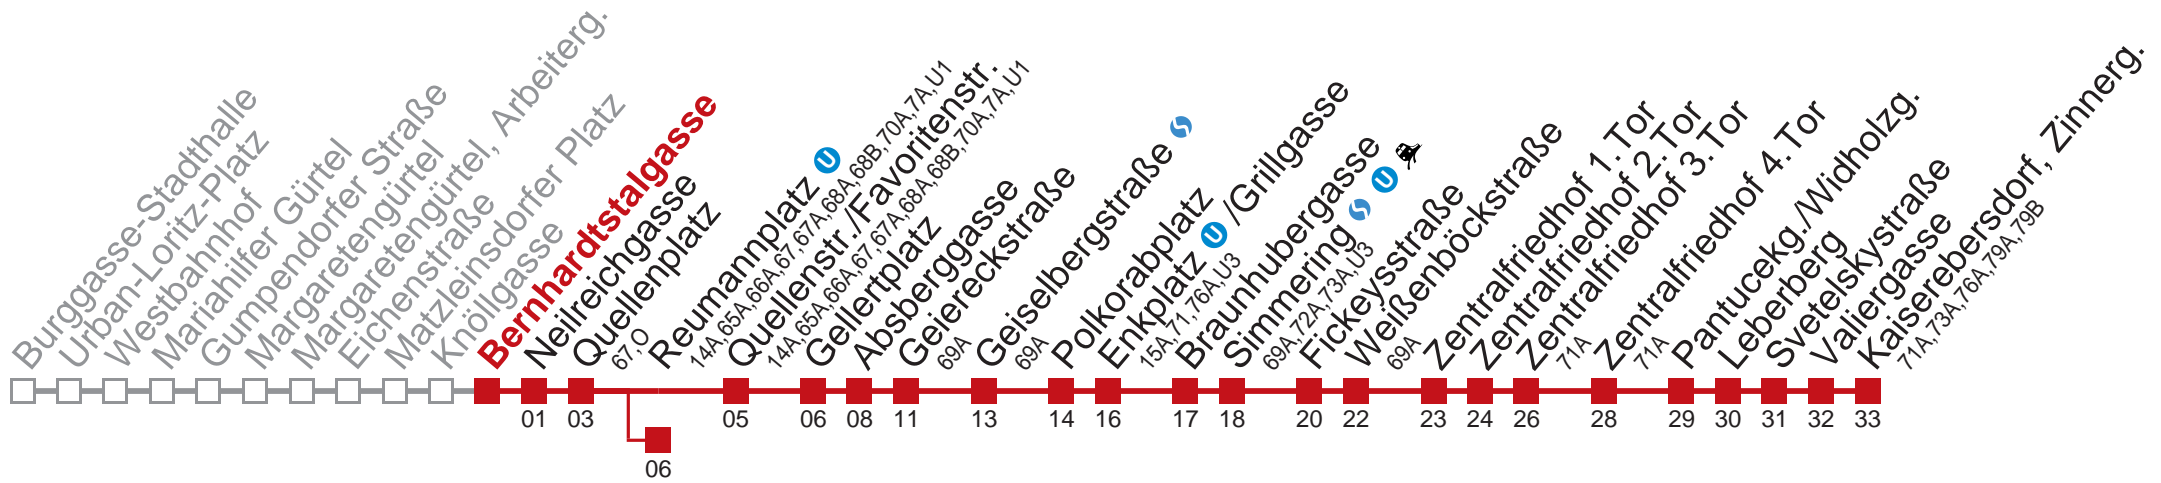 Burggasse-Stadthalle
Urban-Loritz-Platz
Westbahnhof
Mariahilfer Gürtel
Gumpendorfer Straße
Margaretengürtel
Margaretengürtel, Arbeiterg.
Eichenstraße
Matzleinsdorfer Platz
Knöllgasse
Bernhardtstalgasse
Neilreichgasse
Quellenplatz
67,O
Reumannplatz U
14A,65A,66A,67,67A,68A,68B,70A,7A,U1
Quellenstr./Favoritenstr.
14A,65A,66A,67,67A,68A,68B,70A,7A,U1
Gellertplatz
Absberggasse
Geiereckstraße
69A
Geiselbergstraße S
69A
Polkorabplatz
Enkplatz U /Grillgasse
15A,71,76A,U3
Braunhubergasse
Simmering S U
69A,72A,73A,U3
Fickeysstraße
Weißenböckstraße
69A
Zentralfriedhof 1.Tor
Zentralfriedhof 2.Tor
Zentralfriedhof 3.Tor
71A
Zentralfriedhof 4.Tor
71A
Pantucekg./Widholzg.
Leberberg
Svetelskystraße
Valiergasse
Kaiserebersdorf, Zinnerg.
71A,73A,76A,79A,79B
01 03 05 06 08 11 13 14 16 17 18 20 22 23 24 26 28 29 30 31 32 33
06